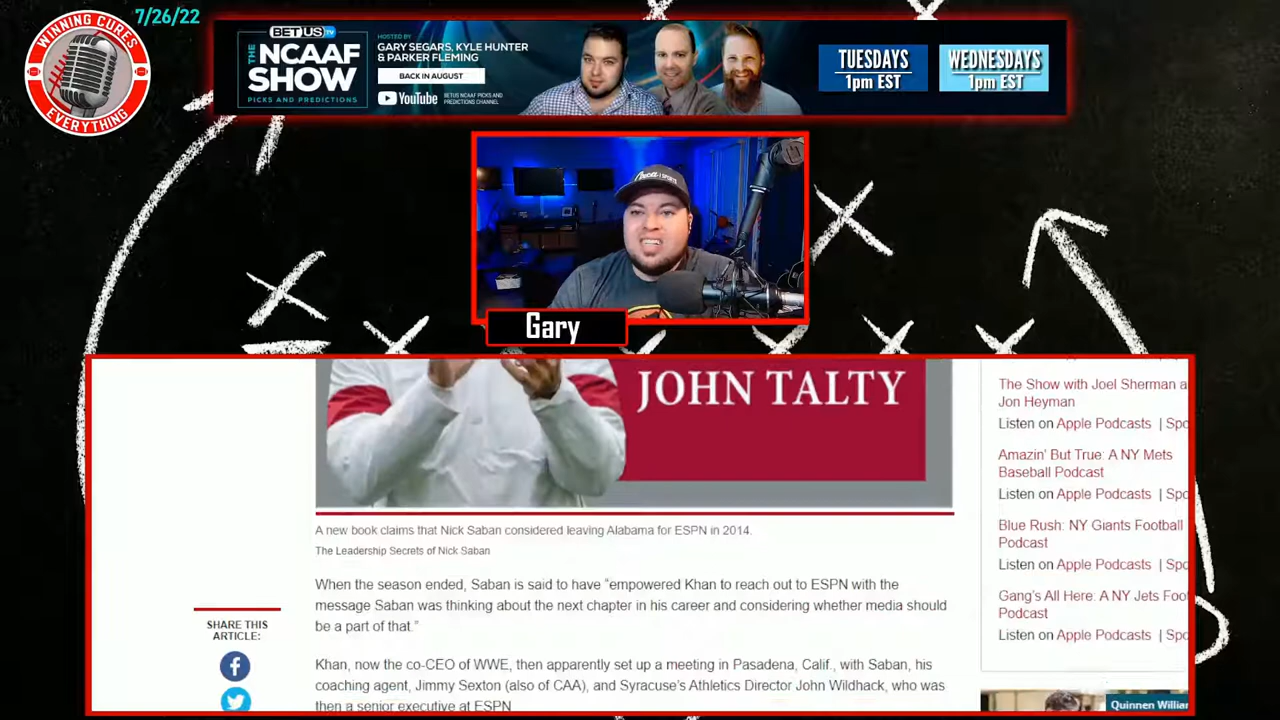 7/26/22
WINNING CURES
EVERYTHING
BETUS TV
THE NCAAF SHOW
PICKS AND PREDICTIONS
HOSTED BY
GARY SEGARS, KYLE HUNTER
& PARKER FLEMING
BACK IN AUGUST
YouTube
BETUS NCAAF PICKS AND
PREDICTIONS CHANNEL
TUESDAYS
1pm EST
WEDNESDAYS
1pm EST
Gary
JOHN TALTY
A new book claims that Nick Saban considered leaving Alabama for ESPN in 2014.
The Leadership Secrets of Nick Saban
When the season ended, Saban is said to have “empowered Khan to reach out to ESPN with the
message Saban was thinking about the next chapter in his career and considering whether media should
be a part of that.”
Khan, now the co-CEO of WWE, then apparently set up a meeting in Pasadena, Calif., with Saban, his
coaching agent, Jimmy Sexton (also of CAA), and Syracuse’s Athletics Director John Wildhack, who was
then a senior executive at ESPN
SHARE THIS
ARTICLE:
The Show with Joel Sherman a
Jon Heyman
Listen on Apple Podcasts | Spo
Amazin’ But True: A NY Mets
Baseball Podcast
Listen on Apple Podcasts | Spo
Blue Rush: NY Giants Football
Podcast
Listen on Apple Podcasts | Spo
Gang’s All Here: A NY Jets Foot
Podcast
Listen on Apple Podcasts | Spo
Quinnen Willian